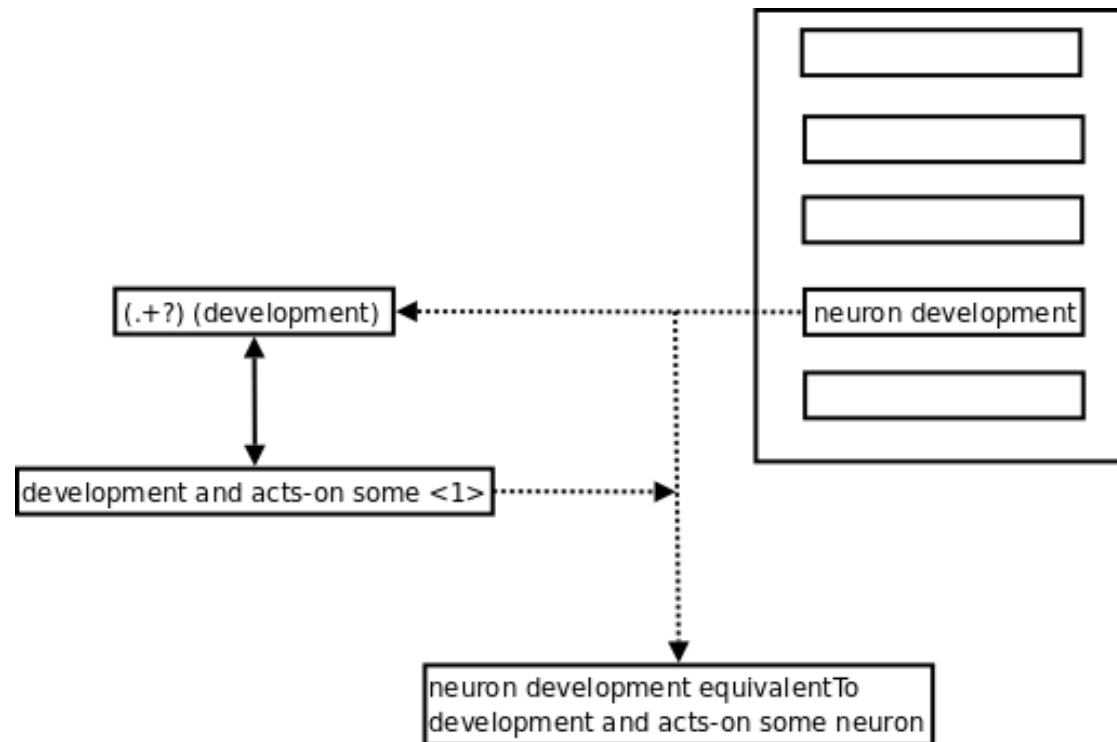 neuron development
(.+?) (development)
development and acts-on some <1>
neuron development equivalentTo
development and acts-on some neuron